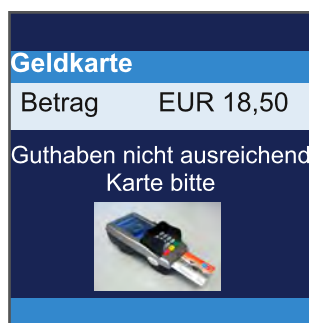 Geldkarte
Betrag EUR 18,50
Guthaben nicht ausreichend
Karte bitte